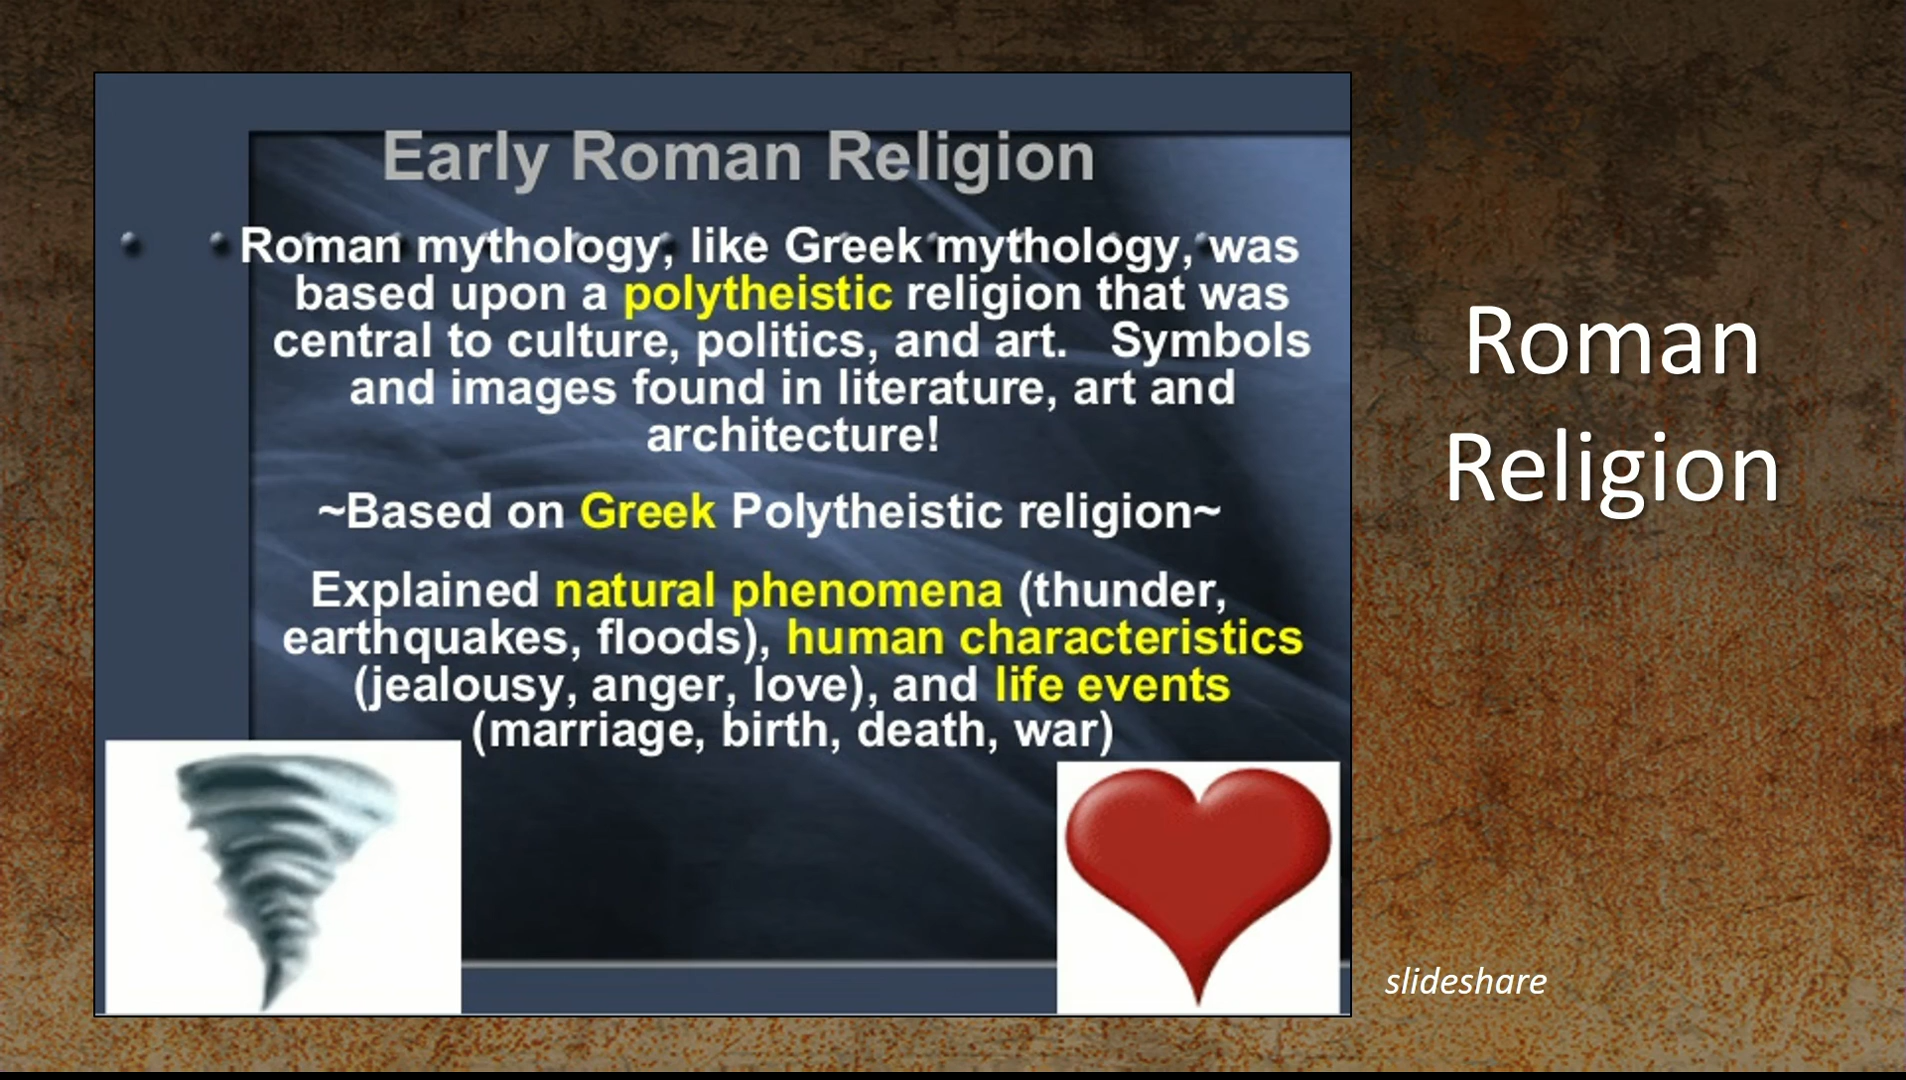 Early Roman Religion
Roman mythology, like Greek mythology, was
based upon a polytheistic religion that was
central to culture, politics, and art. Symbols
and images found in literature, art and
architecture!
~Based on Greek Polytheistic religion~
Explained natural phenomena (thunder,
earthquakes, floods), human characteristics
(jealousy, anger, love), and life events
(marriage, birth, death, war)
Roman
Religion
slideshare